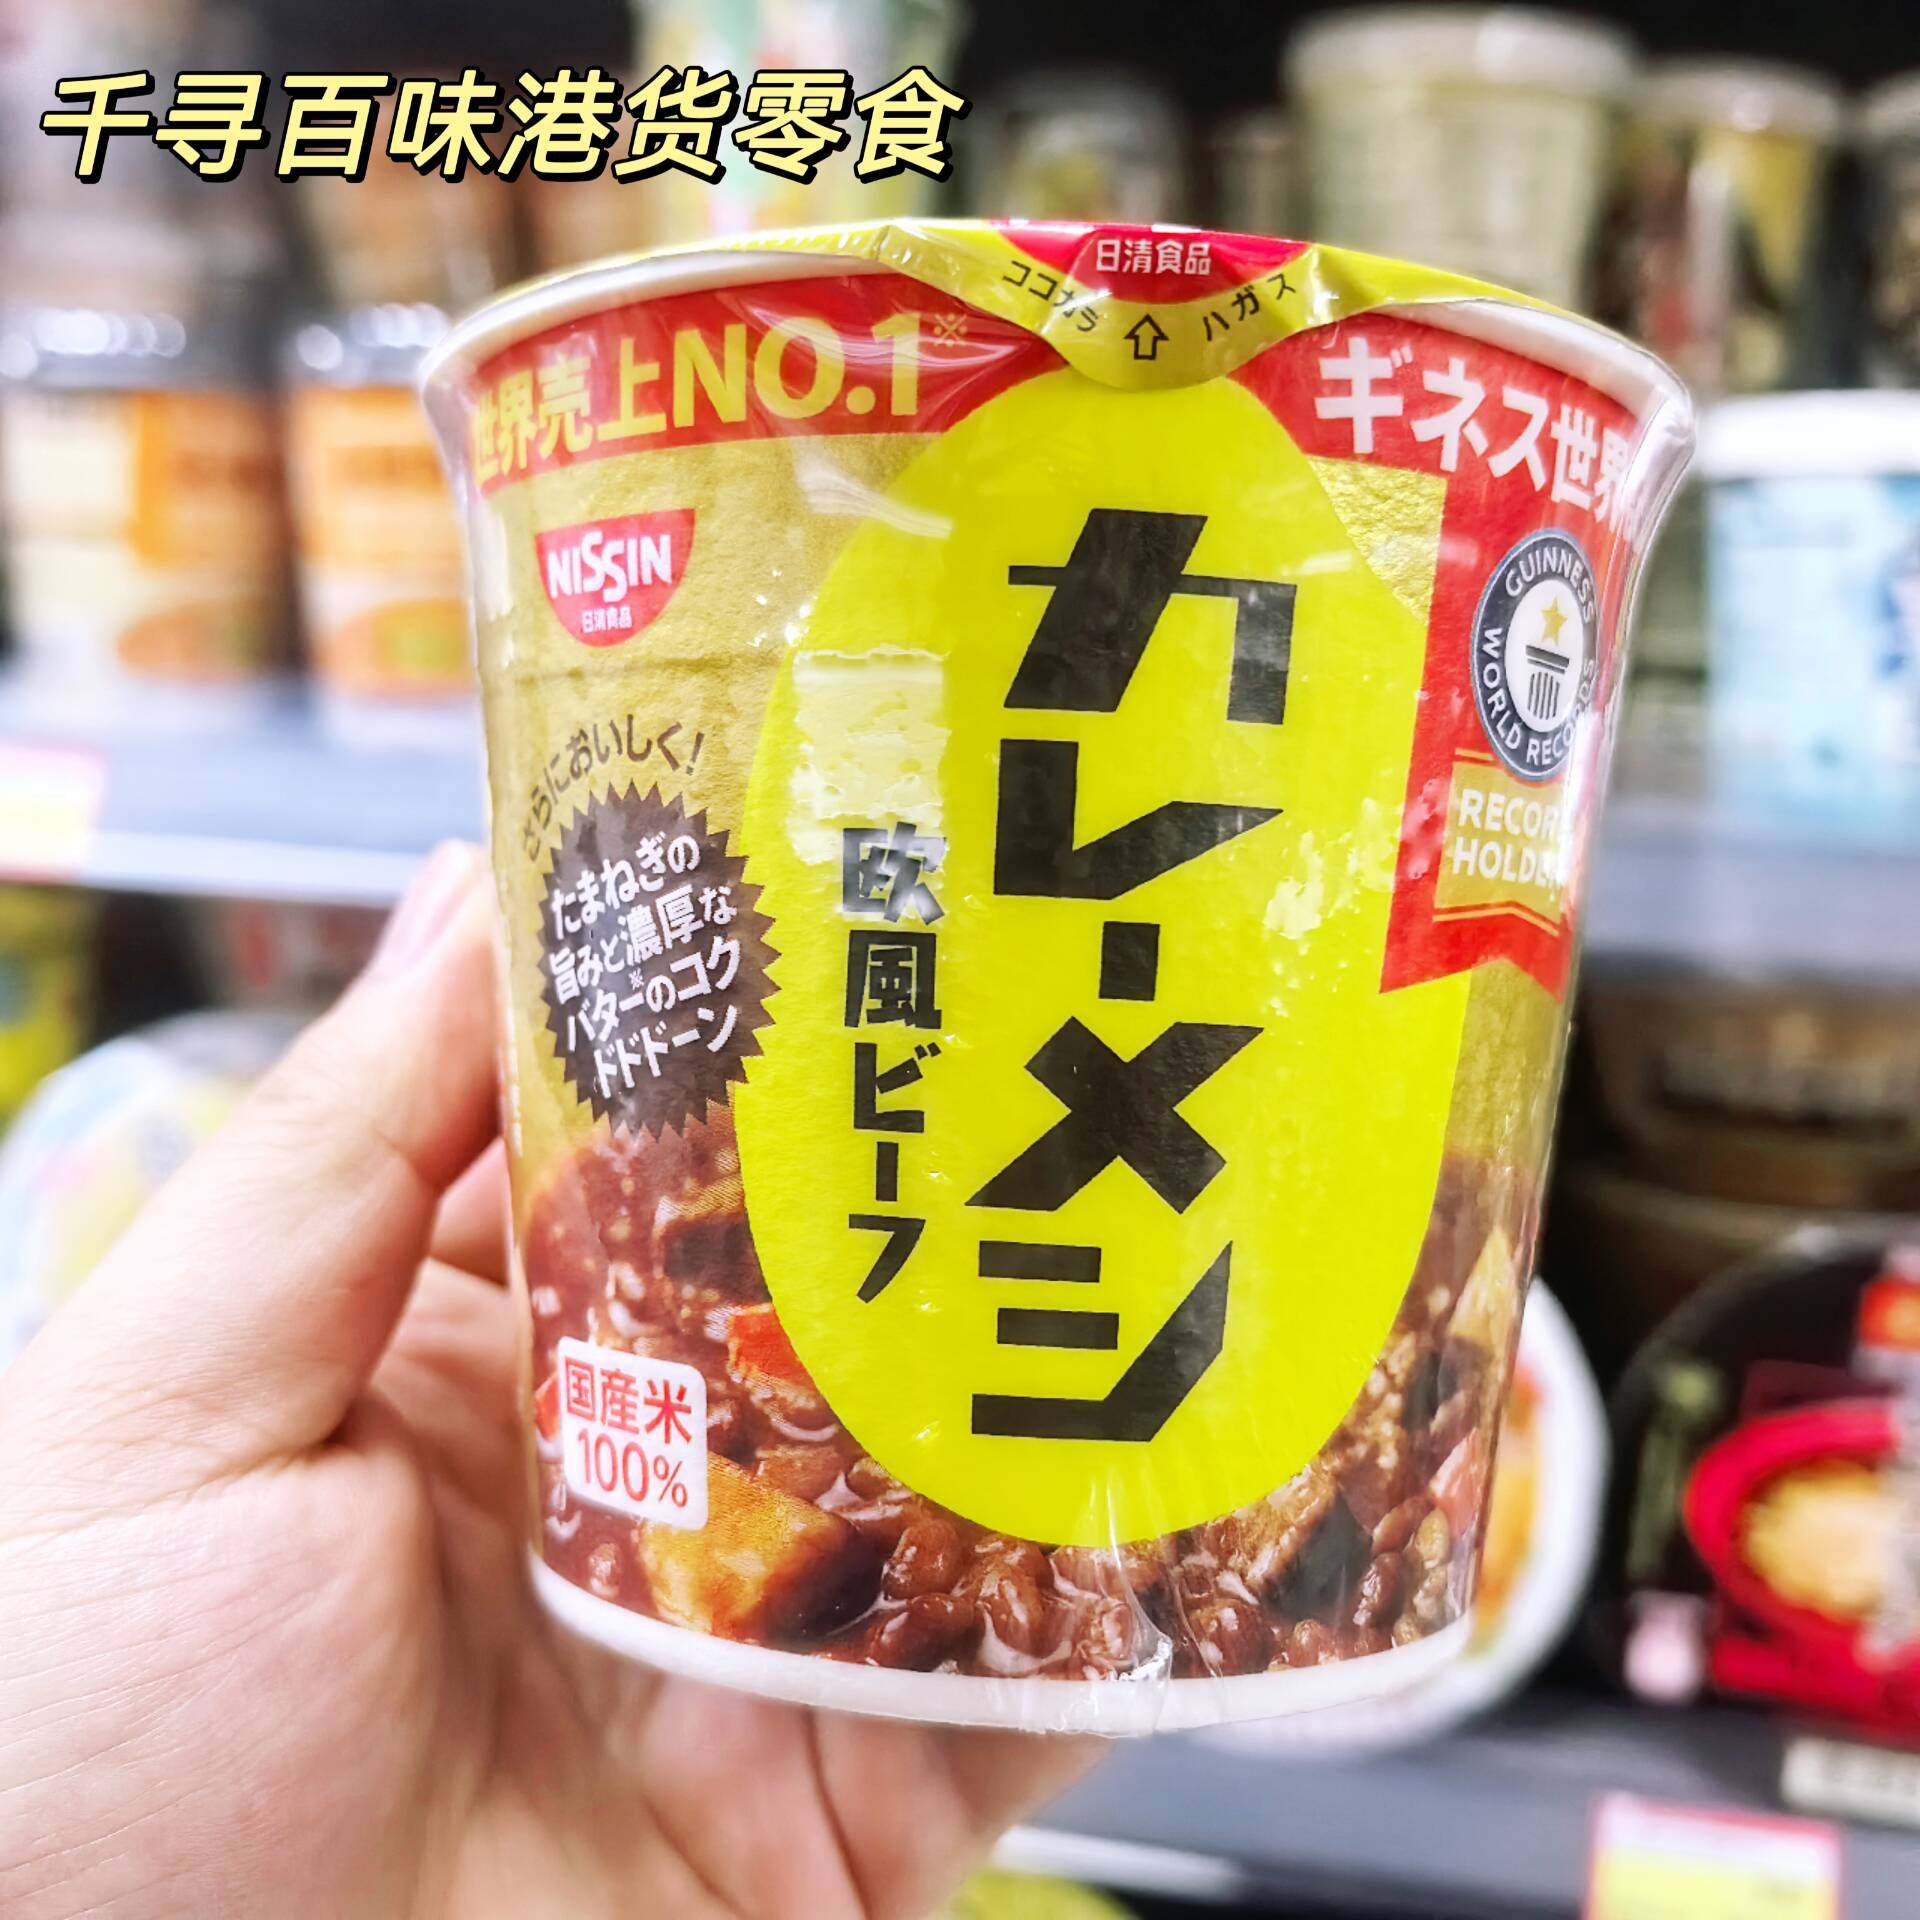 千寻百味港货零食
日清食品
ココカラ ハガス
世界売上NO.1※
ギネス世界
NISSIN
日清食品
GUINNESS WORLD RECORDS
RECORD
HOLDER
さらにおいしく!
たまねぎの
旨みと濃厚な
バター※のコク
ドドドーン
カレーメシ
欧風ビーフ
国産米
100%